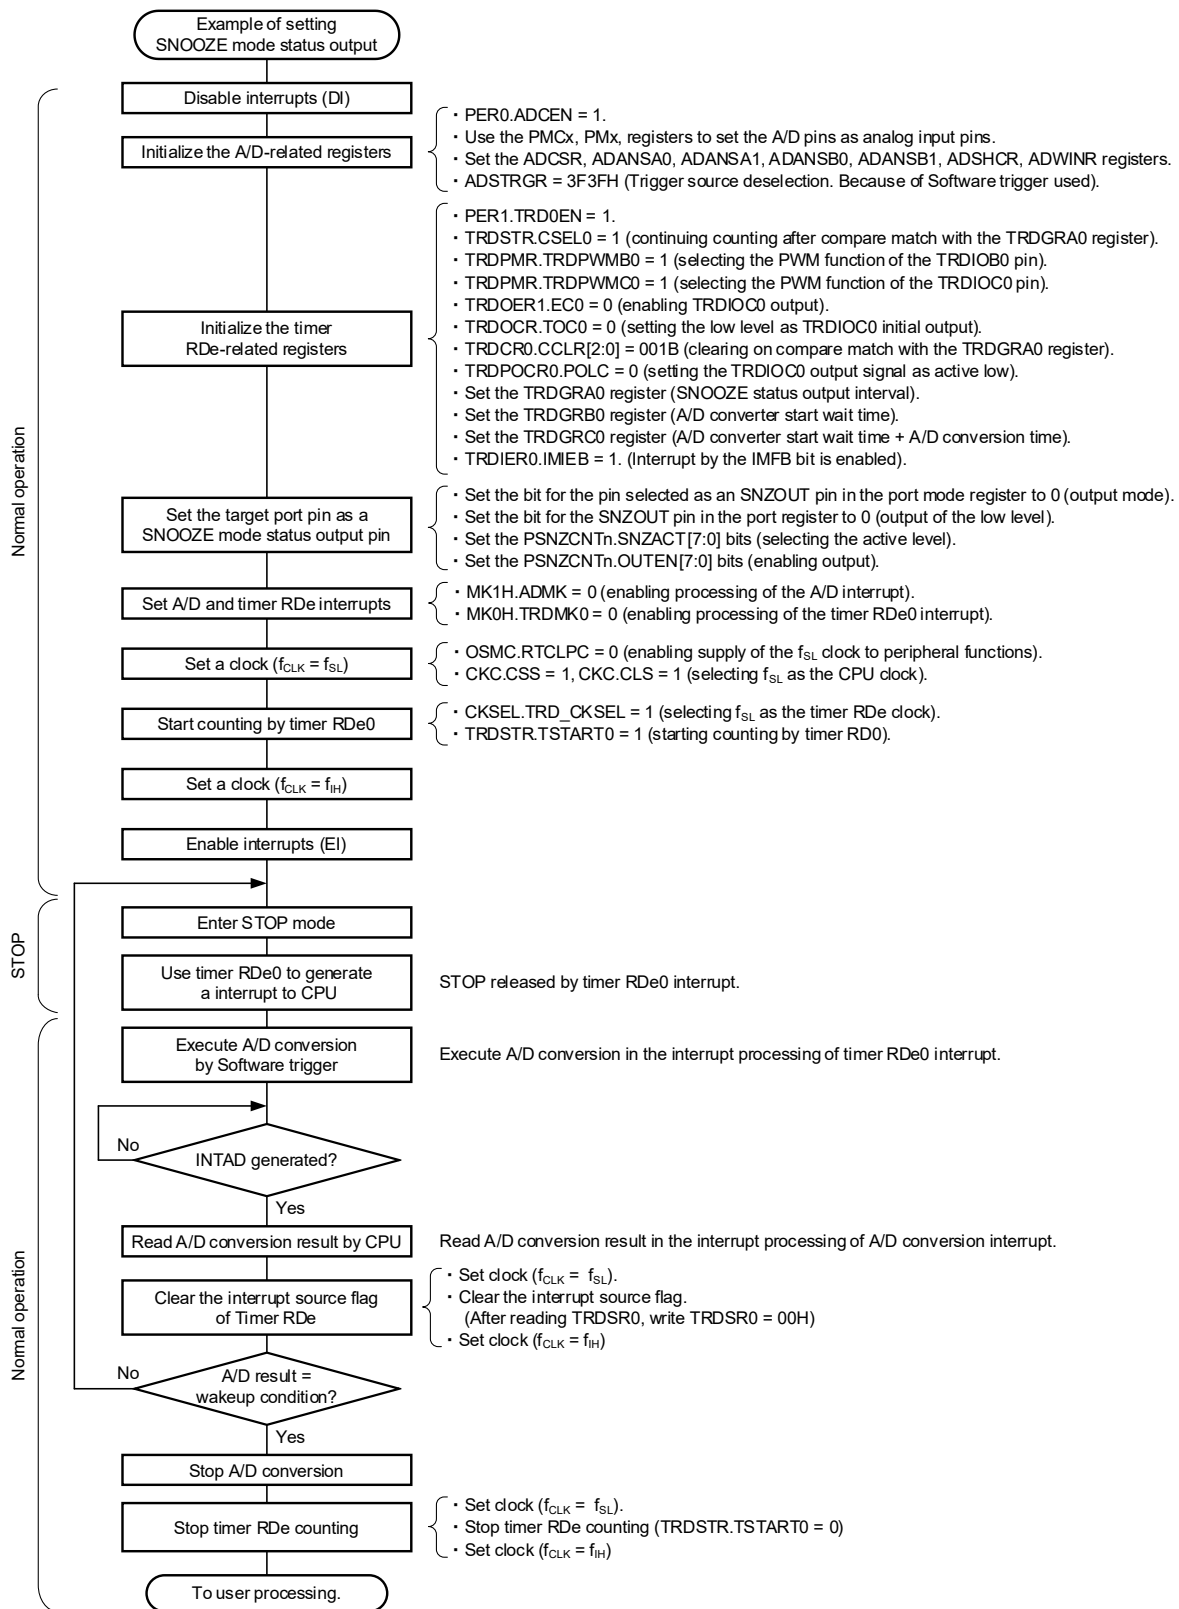 Example of setting
SNOOZE mode status output
Normal operation
Disable interrupts (DI)
Initialize the A/D-related registers
・PER0.ADCEN = 1.
・Use the PMCx, PMx, registers to set the A/D pins as analog input pins.
・Set the ADCSR, ADANSA0, ADANSA1, ADANSB0, ADANSB1, ADSHCR, ADWINR registers.
・ADSTRGR = 3F3FH (Trigger source deselection. Because of Software trigger used).
Initialize the timer
RDe-related registers
・PER1.TRD0EN = 1.
・TRDSTR.CSEL0 = 1 (continuing counting after compare match with the TRDGRA0 register).
・TRDPMR.TRDPWMB0 = 1 (selecting the PWM function of the TRDIOB0 pin).
・TRDPMR.TRDPWMC0 = 1 (selecting the PWM function of the TRDIOC0 pin).
・TRDOER1.EC0 = 0 (enabling TRDIOC0 output).
・TRDOCR.TOC0 = 0 (setting the low level as TRDIOC0 initial output).
・TRDCR0.CCLR[2:0] = 001B (clearing on compare match with the TRDGRA0 register).
・TRDPOCR0.POLC = 0 (setting the TRDIOC0 output signal as active low).
・Set the TRDGRA0 register (SNOOZE status output interval).
・Set the TRDGRB0 register (A/D converter start wait time).
・Set the TRDGRC0 register (A/D converter start wait time + A/D conversion time).
・TRDIER0.IMIEB = 1. (Interrupt by the IMFB bit is enabled).
Set the target port pin as a
SNOOZE mode status output pin
・Set the bit for the pin selected as an SNZOUT pin in the port mode register to 0 (output mode).
・Set the bit for the SNZOUT pin in the port register to 0 (output of the low level).
・Set the PSNZCNTn.SNZACT[7:0] bits (selecting the active level).
・Set the PSNZCNTn.OUTEN[7:0] bits (enabling output).
Set A/D and timer RDe interrupts
・MK1H.ADMK = 0 (enabling processing of the A/D interrupt).
・MK0H.TRDMK0 = 0 (enabling processing of the timer RDe0 interrupt).
Set a clock (fCLK = fSL)
・OSMC.RTCLPC = 0 (enabling supply of the fSL clock to peripheral functions).
・CKC.CSS = 1, CKC.CLS = 1 (selecting fSL as the CPU clock).
Start counting by timer RDe0
・CKSEL.TRD_CKSEL = 1 (selecting fSL as the timer RDe clock).
・TRDSTR.TSTART0 = 1 (starting counting by timer RD0).
Set a clock (fCLK = fIH)
Enable interrupts (EI)
STOP
Enter STOP mode
Use timer RDe0 to generate
a interrupt to CPU
STOP released by timer RDe0 interrupt.
Normal operation
Execute A/D conversion
by Software trigger
Execute A/D conversion in the interrupt processing of timer RDe0 interrupt.
No
INTAD generated?
Yes
Read A/D conversion result by CPU
Read A/D conversion result in the interrupt processing of A/D conversion interrupt.
Clear the interrupt source flag
of Timer RDe
・Set clock (fCLK = fSL).
・Clear the interrupt source flag.
(After reading TRDSR0, write TRDSR0 = 00H)
・Set clock (fCLK = fIH)
No
A/D result =
wakeup condition?
Yes
Stop A/D conversion
Stop timer RDe counting
・Set clock (fCLK = fSL).
・Stop timer RDe counting (TRDSTR.TSTART0 = 0)
・Set clock (fCLK = fIH)
To user processing.